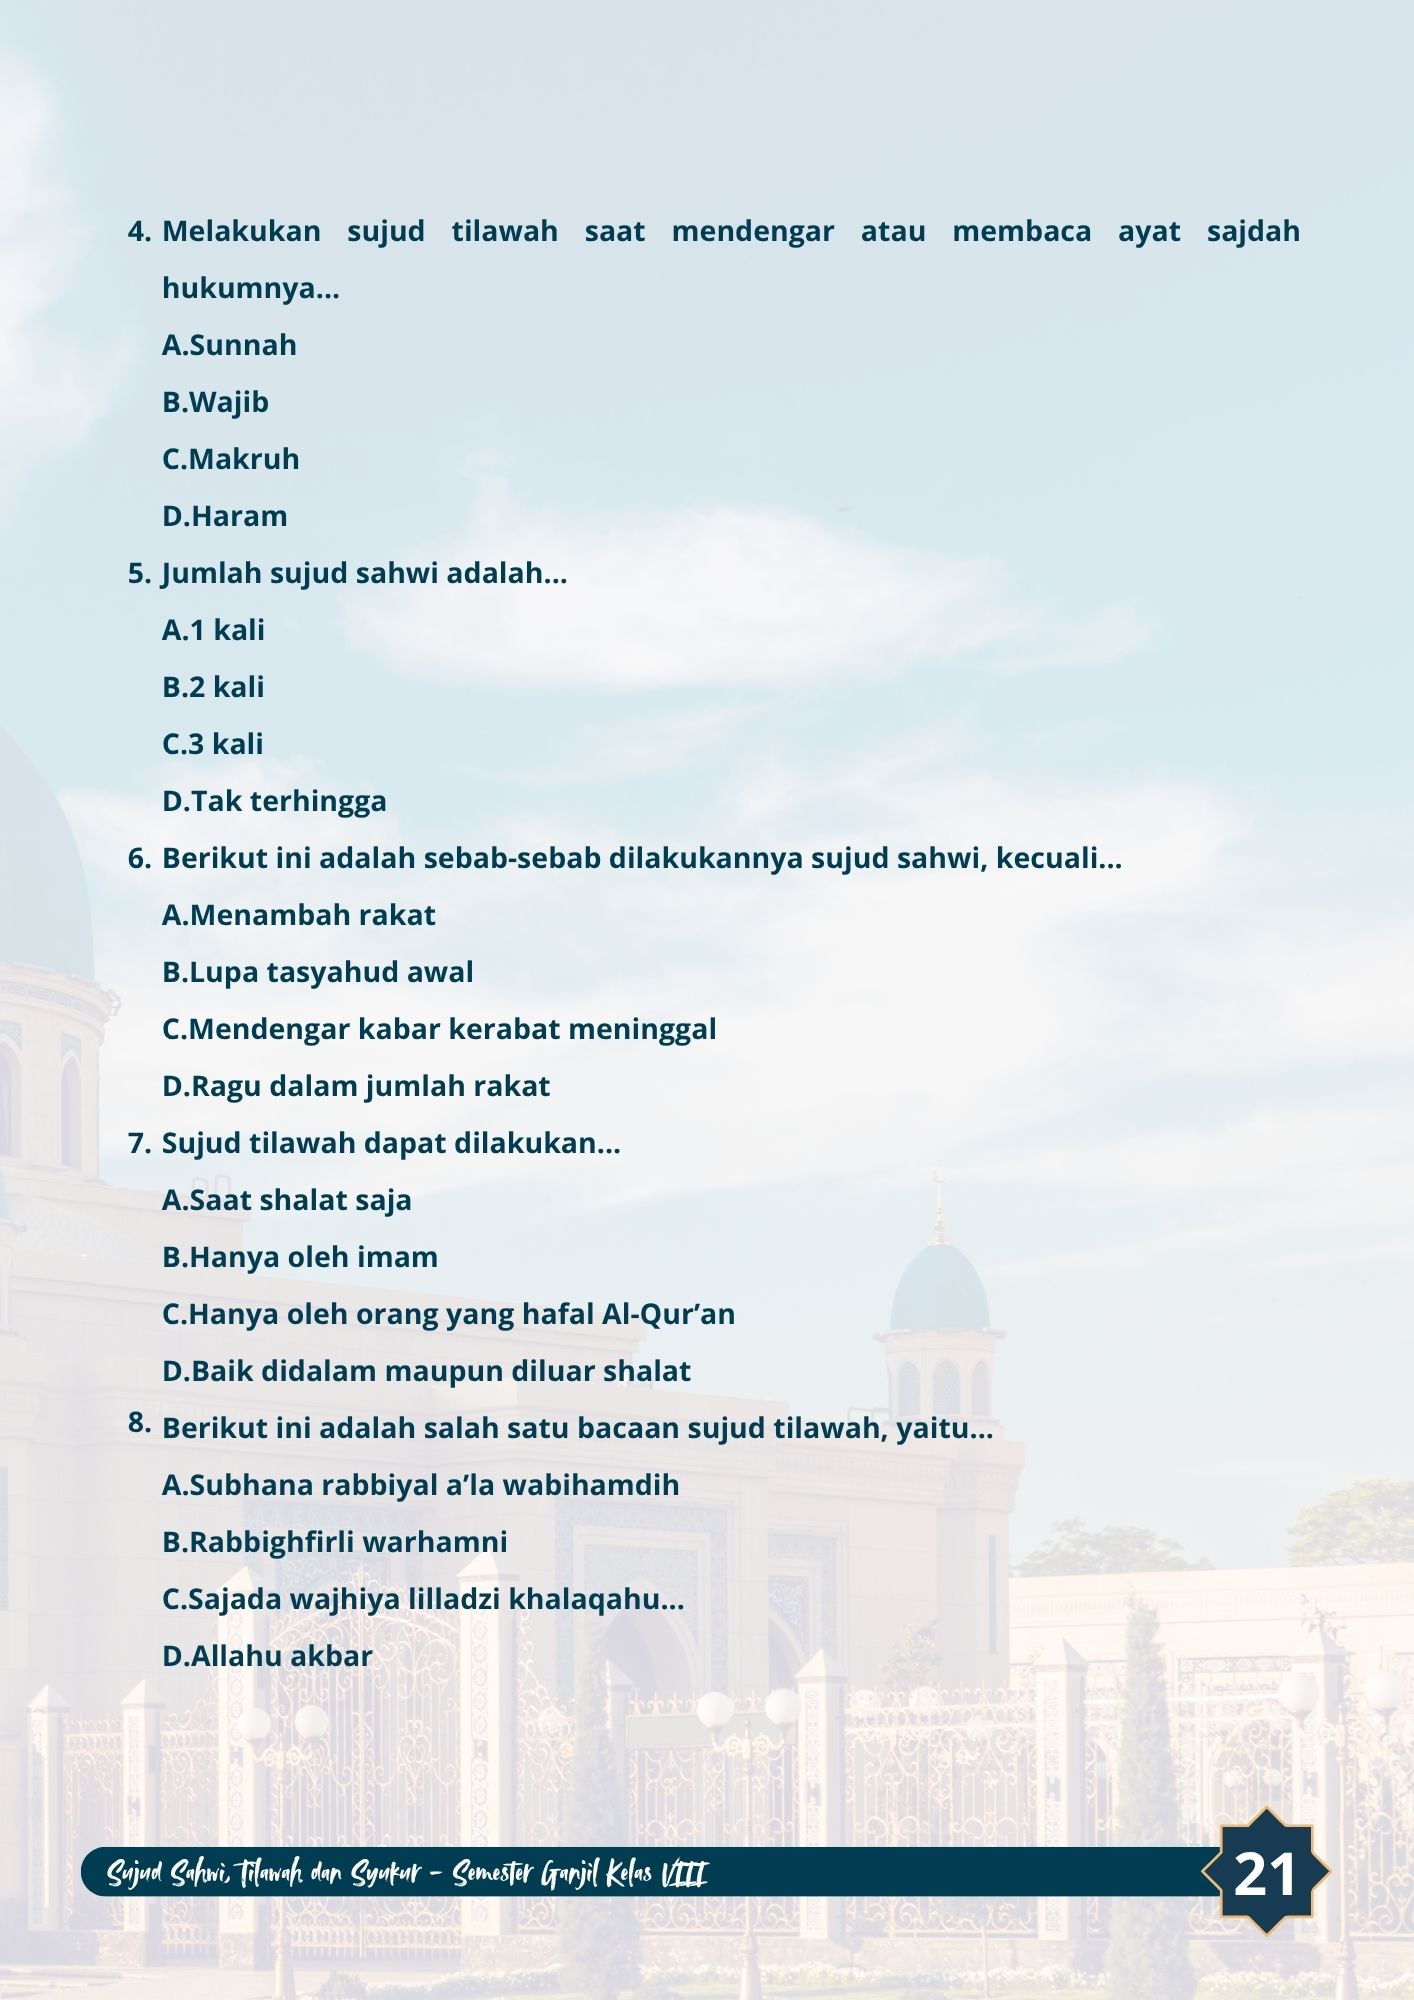 4. Melakukan sujud tilawah saat mendengar atau membaca ayat sajdah
hukumnya...
A.Sunnah
B.Wajib
C.Makruh
D.Haram
5. Jumlah sujud sahwi adalah...
A.1 kali
B.2 kali
C.3 kali
D.Tak terhingga
6. Berikut ini adalah sebab-sebab dilakukannya sujud sahwi, kecuali...
A.Menambah rakat
B.Lupa tasyahud awal
C.Mendengar kabar kerabat meninggal
D.Ragu dalam jumlah rakat
7. Sujud tilawah dapat dilakukan...
A.Saat shalat saja
B.Hanya oleh imam
C.Hanya oleh orang yang hafal Al-Qur’an
D.Baik didalam maupun diluar shalat
8. Berikut ini adalah salah satu bacaan sujud tilawah, yaitu...
A.Subhana rabbiyal a’la wabihamdih
B.Rabbighfirli warhamni
C.Sajada wajhiya lilladzi khalaqahu...
D.Allahu akbar
Sujud Sahwi, Tilawah dan Syukur – Semester Ganjil Kelas VIII
21